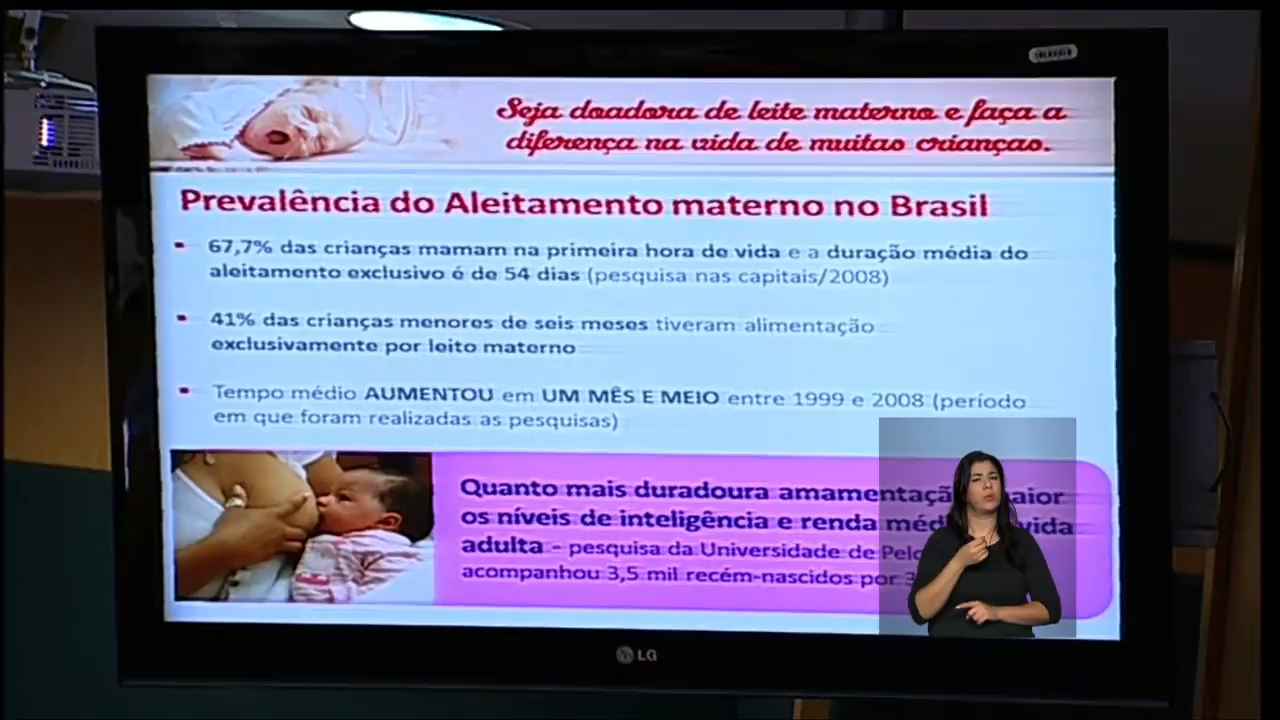 Seja doadora de leite materno e faça a
diferença na vida de muitas crianças.
Prevalência do Aleitamento materno no Brasil
67,7% das crianças mamam na primeira hora de vida e a duração média do
aleitamento exclusivo é de 54 dias (pesquisa nas capitais/2008)
41% das crianças menores de seis meses tiveram alimentação
exclusivamente por leito materno
Tempo médio AUMENTOU em UM MÊS E MEIO entre 1999 e 2008 (período
em que foram realizadas as pesquisas)
Quanto mais duradoura
os níveis de inteligência e renda vida
adulta - pesquisa da Universidade de
acompanhou 3,5 mil recém-nascidos por
LG